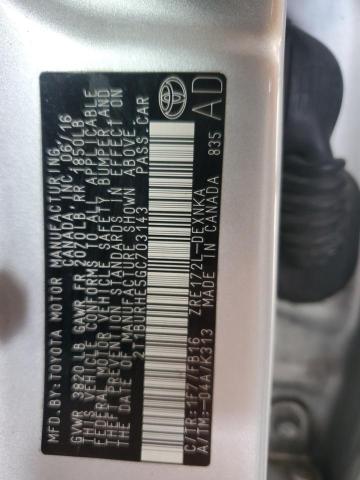 MFD. BY: TOYOTA MOTOR MANUFACTURING
CANADA, INC. 06/16
GVWR 3820LB GAWR FR 2020LB RR 1850LB
THIS VEHICLE CONFORMS TO ALL APPLICABLE
FEDERAL MOTOR VEHICLE SAFETY, BUMPER, AND
THEFT PREVENTION STANDARDS IN EFFECT ON
THE DATE OF MANUFACTURE SHOWN ABOVE.
2T1BURHE5GC703143 PASS. CAR
C/TR: 1F7/FB16 ZRE172L-DEXNKA
A/TM: -04A/K313 MADE IN CANADA 835
AD